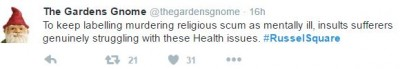 The Gardens Gnome @thegardensgnome · 16h
To keep labelling murdering religious scum as mentally ill, insults sufferers
genuinely struggling with these Health issues. #RusselSquare
21 31